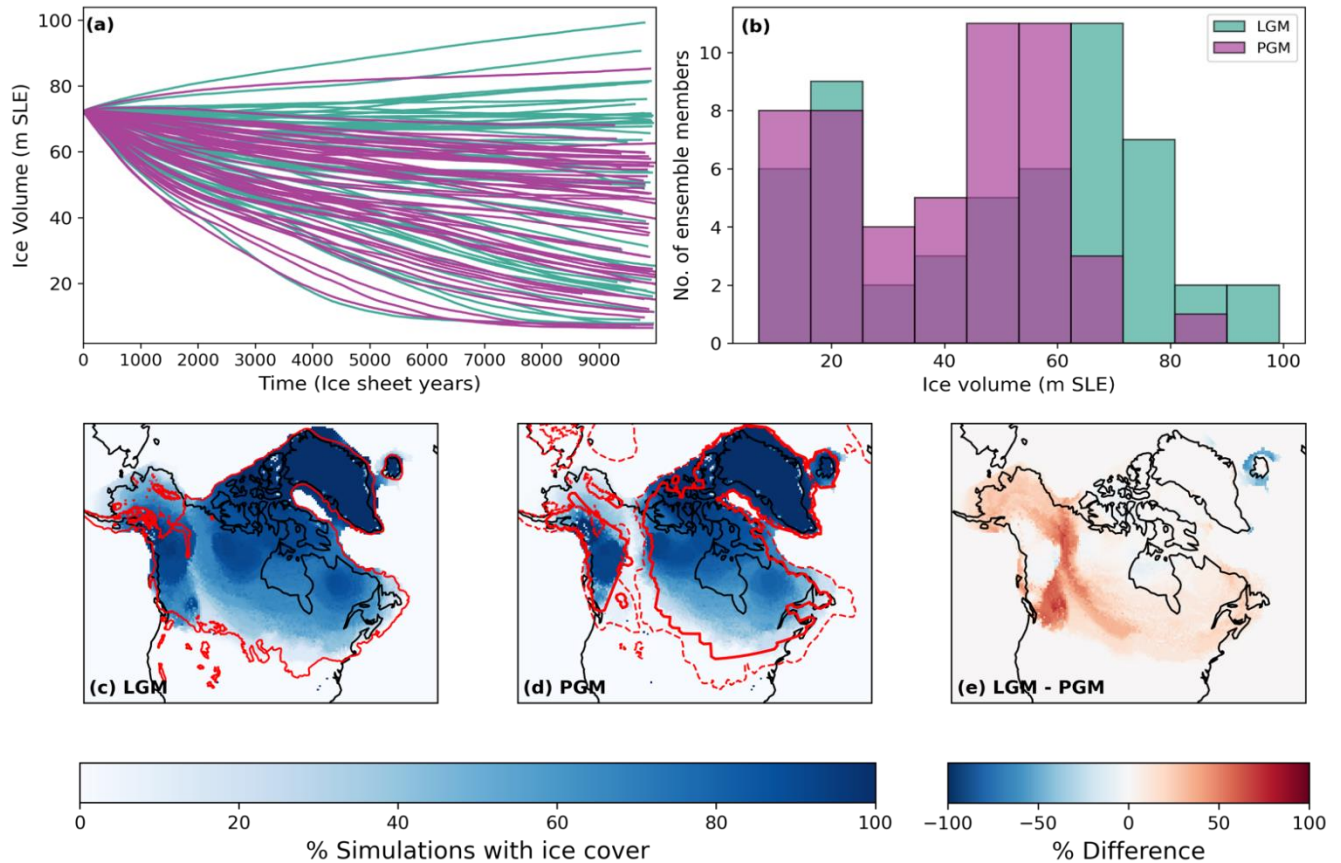 (a)
Ice Volume (m SLE)
100
80
60
40
20
0 1000 2000 3000 4000 5000 6000 7000 8000 9000
Time (Ice sheet years)
(b)
LGM
PGM
No. of ensemble members
10
8
6
4
2
0
20 40 60 80 100
Ice volume (m SLE)
(c) LGM
(d) PGM
(e) LGM - PGM
0 20 40 60 80 100
% Simulations with ice cover
−100 −50 0 50 100
% Difference